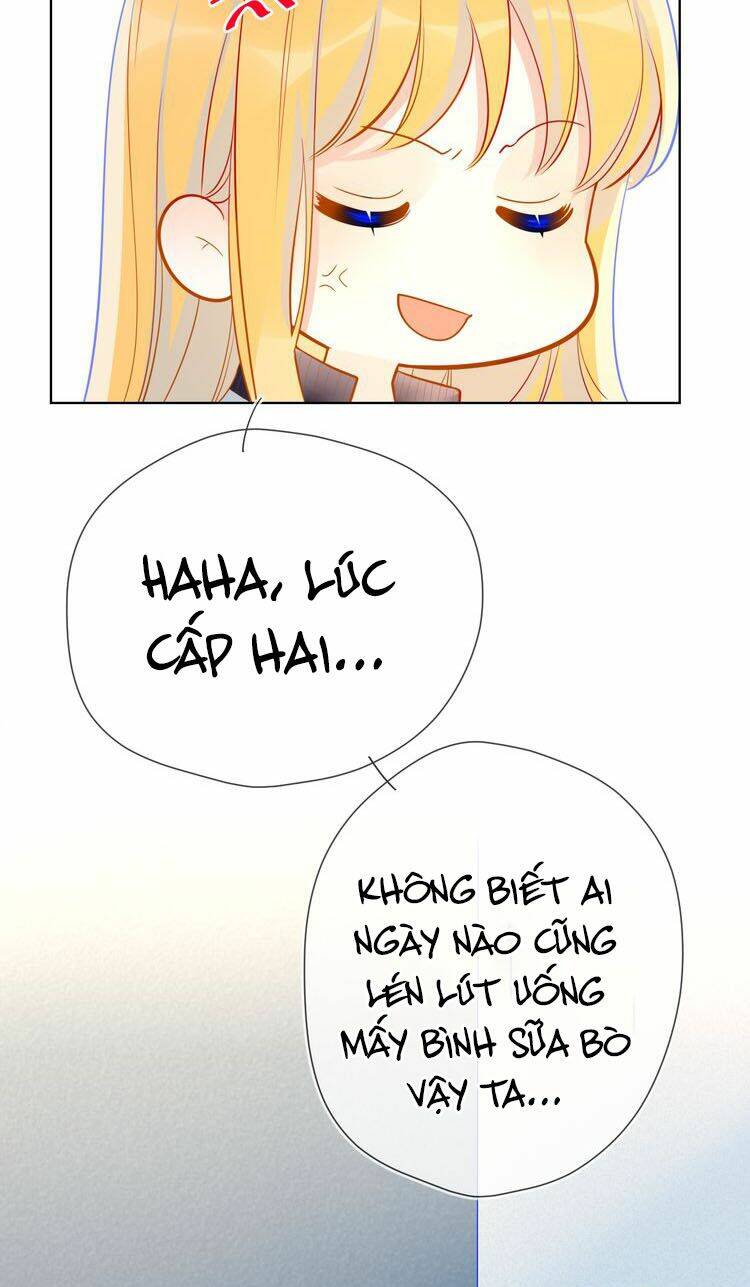 HAHA, LÚC
CẤP HAI...
KHÔNG BIẾT AI
NGÀY NÀO CŨNG
LÉN LÚT UỐNG
MẤY BÌNH SỮA BÒ
VẬY TA...